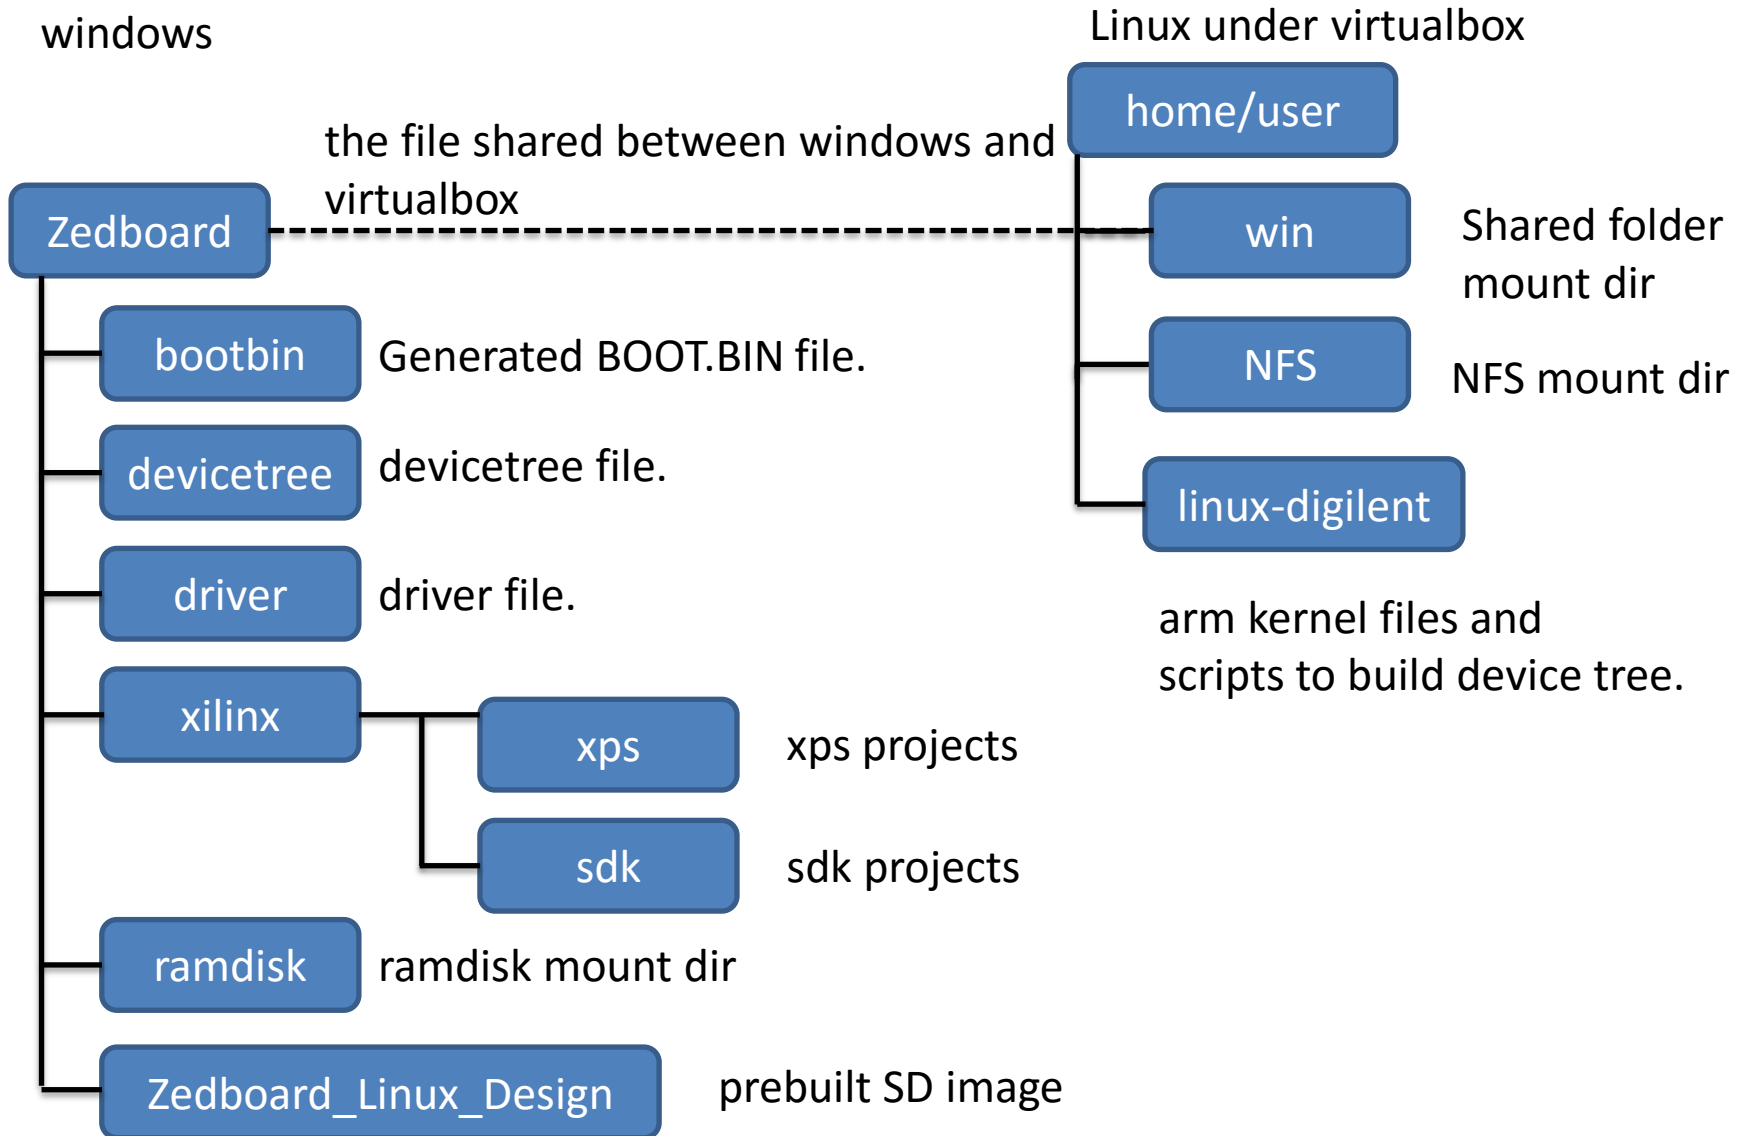 windows
Linux under virtualbox
home/user
the file shared between windows and
virtualbox
Zedboard
win
Shared folder
mount dir
bootbin
Generated BOOT.BIN file.
NFS
NFS mount dir
devicetree
devicetree file.
linux-digilent
driver
driver file.
arm kernel files and
scripts to build device tree.
xilinx
xps
xps projects
sdk
sdk projects
ramdisk
ramdisk mount dir
Zedboard_Linux_Design
prebuilt SD image